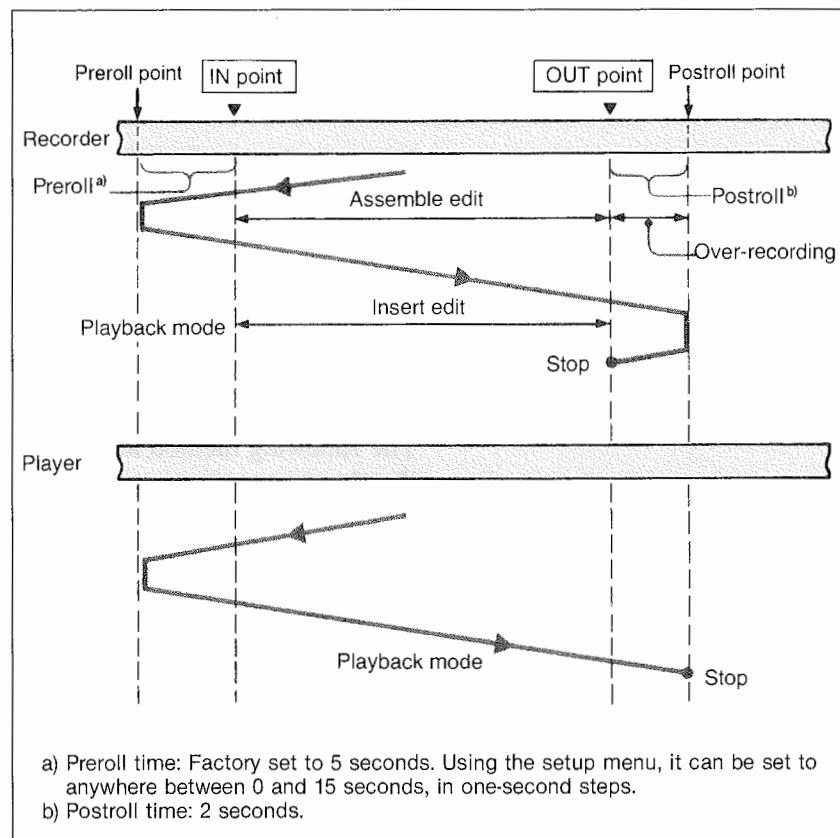 Preroll point
IN point
OUT point
Postroll point
Recorder
Preroll a)
Assemble edit
Postroll b)
Over-recording
Playback mode
Insert edit
Stop
Player
Playback mode
Stop
a) Preroll time: Factory set to 5 seconds. Using the setup menu, it can be set to
anywhere between 0 and 15 seconds, in one-second steps.
b) Postroll time: 2 seconds.